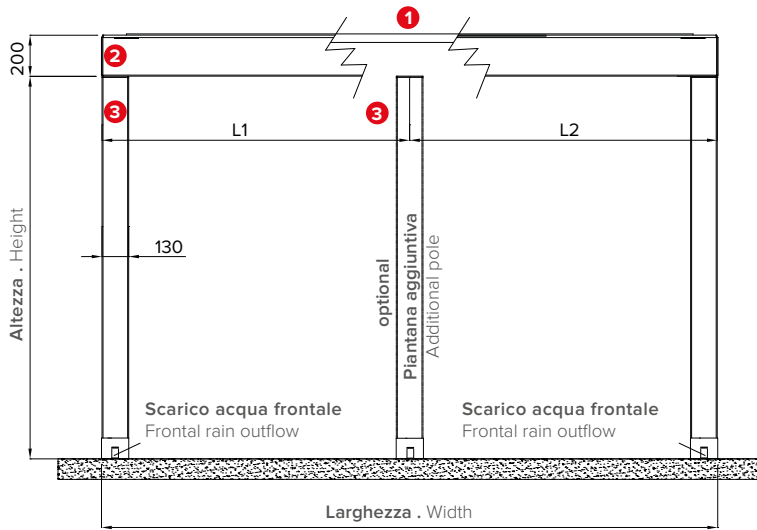 1
200
2
3
3
L1
L2
130
Altezza . Height
optional
Piantana aggiuntiva
Additional pole
Scarico acqua frontale
Frontal rain outflow
Scarico acqua frontale
Frontal rain outflow
Larghezza . Width